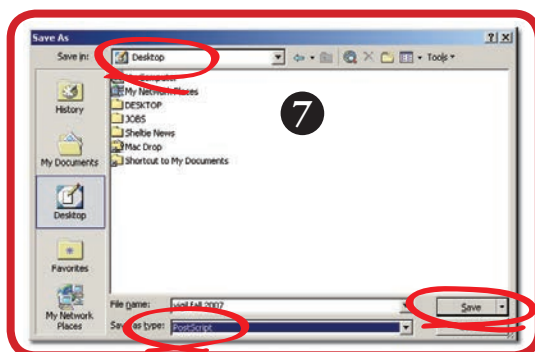 Save As
Save in: Desktop Tools
History
My Documents
Desktop
Favorites
My Network Places
My Computer
My Network Places
DESKTOP
JOBS
Sheltie News
Mac Drop
Shortcut to My Documents
7
File name: vigil fall 2007 Save
Save as type: PostScript